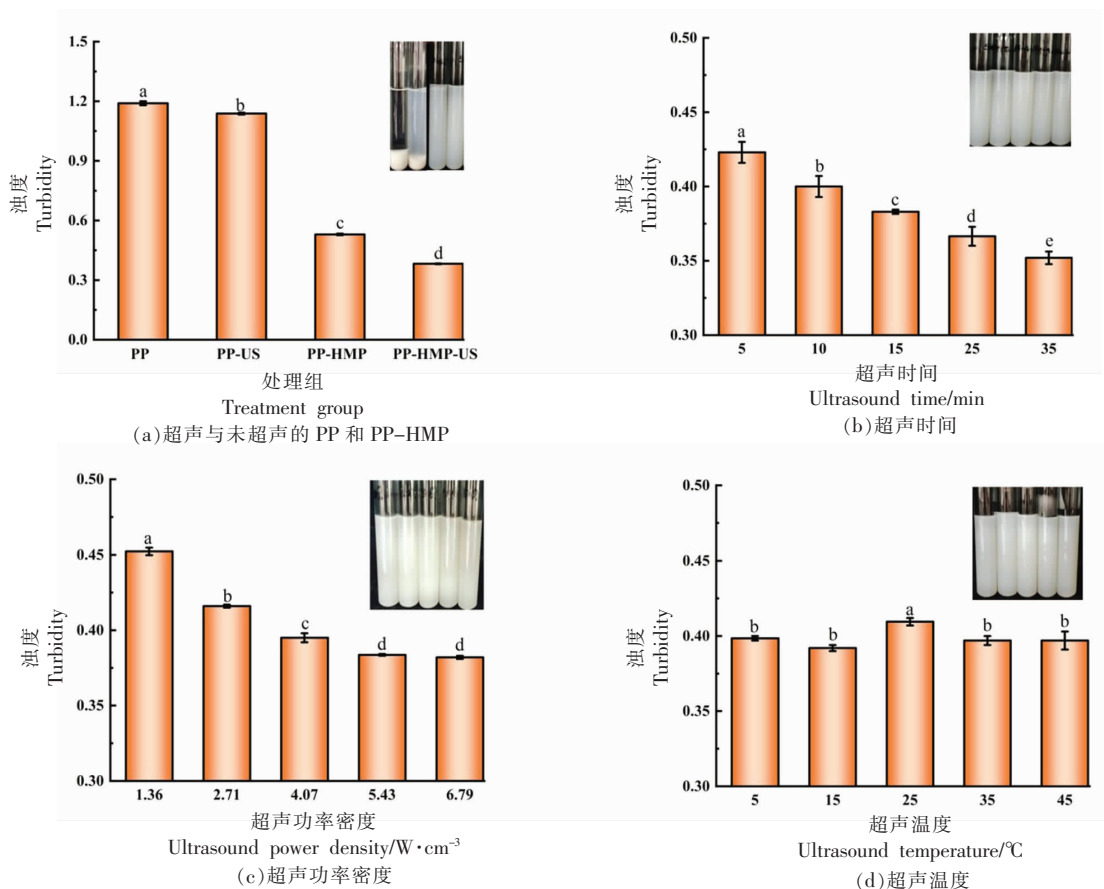 1.5
1.2
0.9
0.6
0.3
0.0
浊度
Turbidity
a
b
c
d
PP
PP-US
PP-HMP
PP-HMP-US
处理组
Treatment group
(a)超声与未超声的 PP 和 PP-HMP
0.50
0.45
0.40
0.35
0.30
浊度
Turbidity
a
b
c
d
e
5
10
15
25
35
超声时间
Ultrasound time/min
(b)超声时间
0.50
0.45
0.40
0.35
0.30
浊度
Turbidity
a
b
c
d
d
1.36
2.71
4.07
5.43
6.79
超声功率密度
Ultrasound power density/W·cm⁻³
(c)超声功率密度
0.50
0.45
0.40
0.35
0.30
浊度
Turbidity
b
b
a
b
b
5
15
25
35
45
超声温度
Ultrasound temperature/℃
(d)超声温度